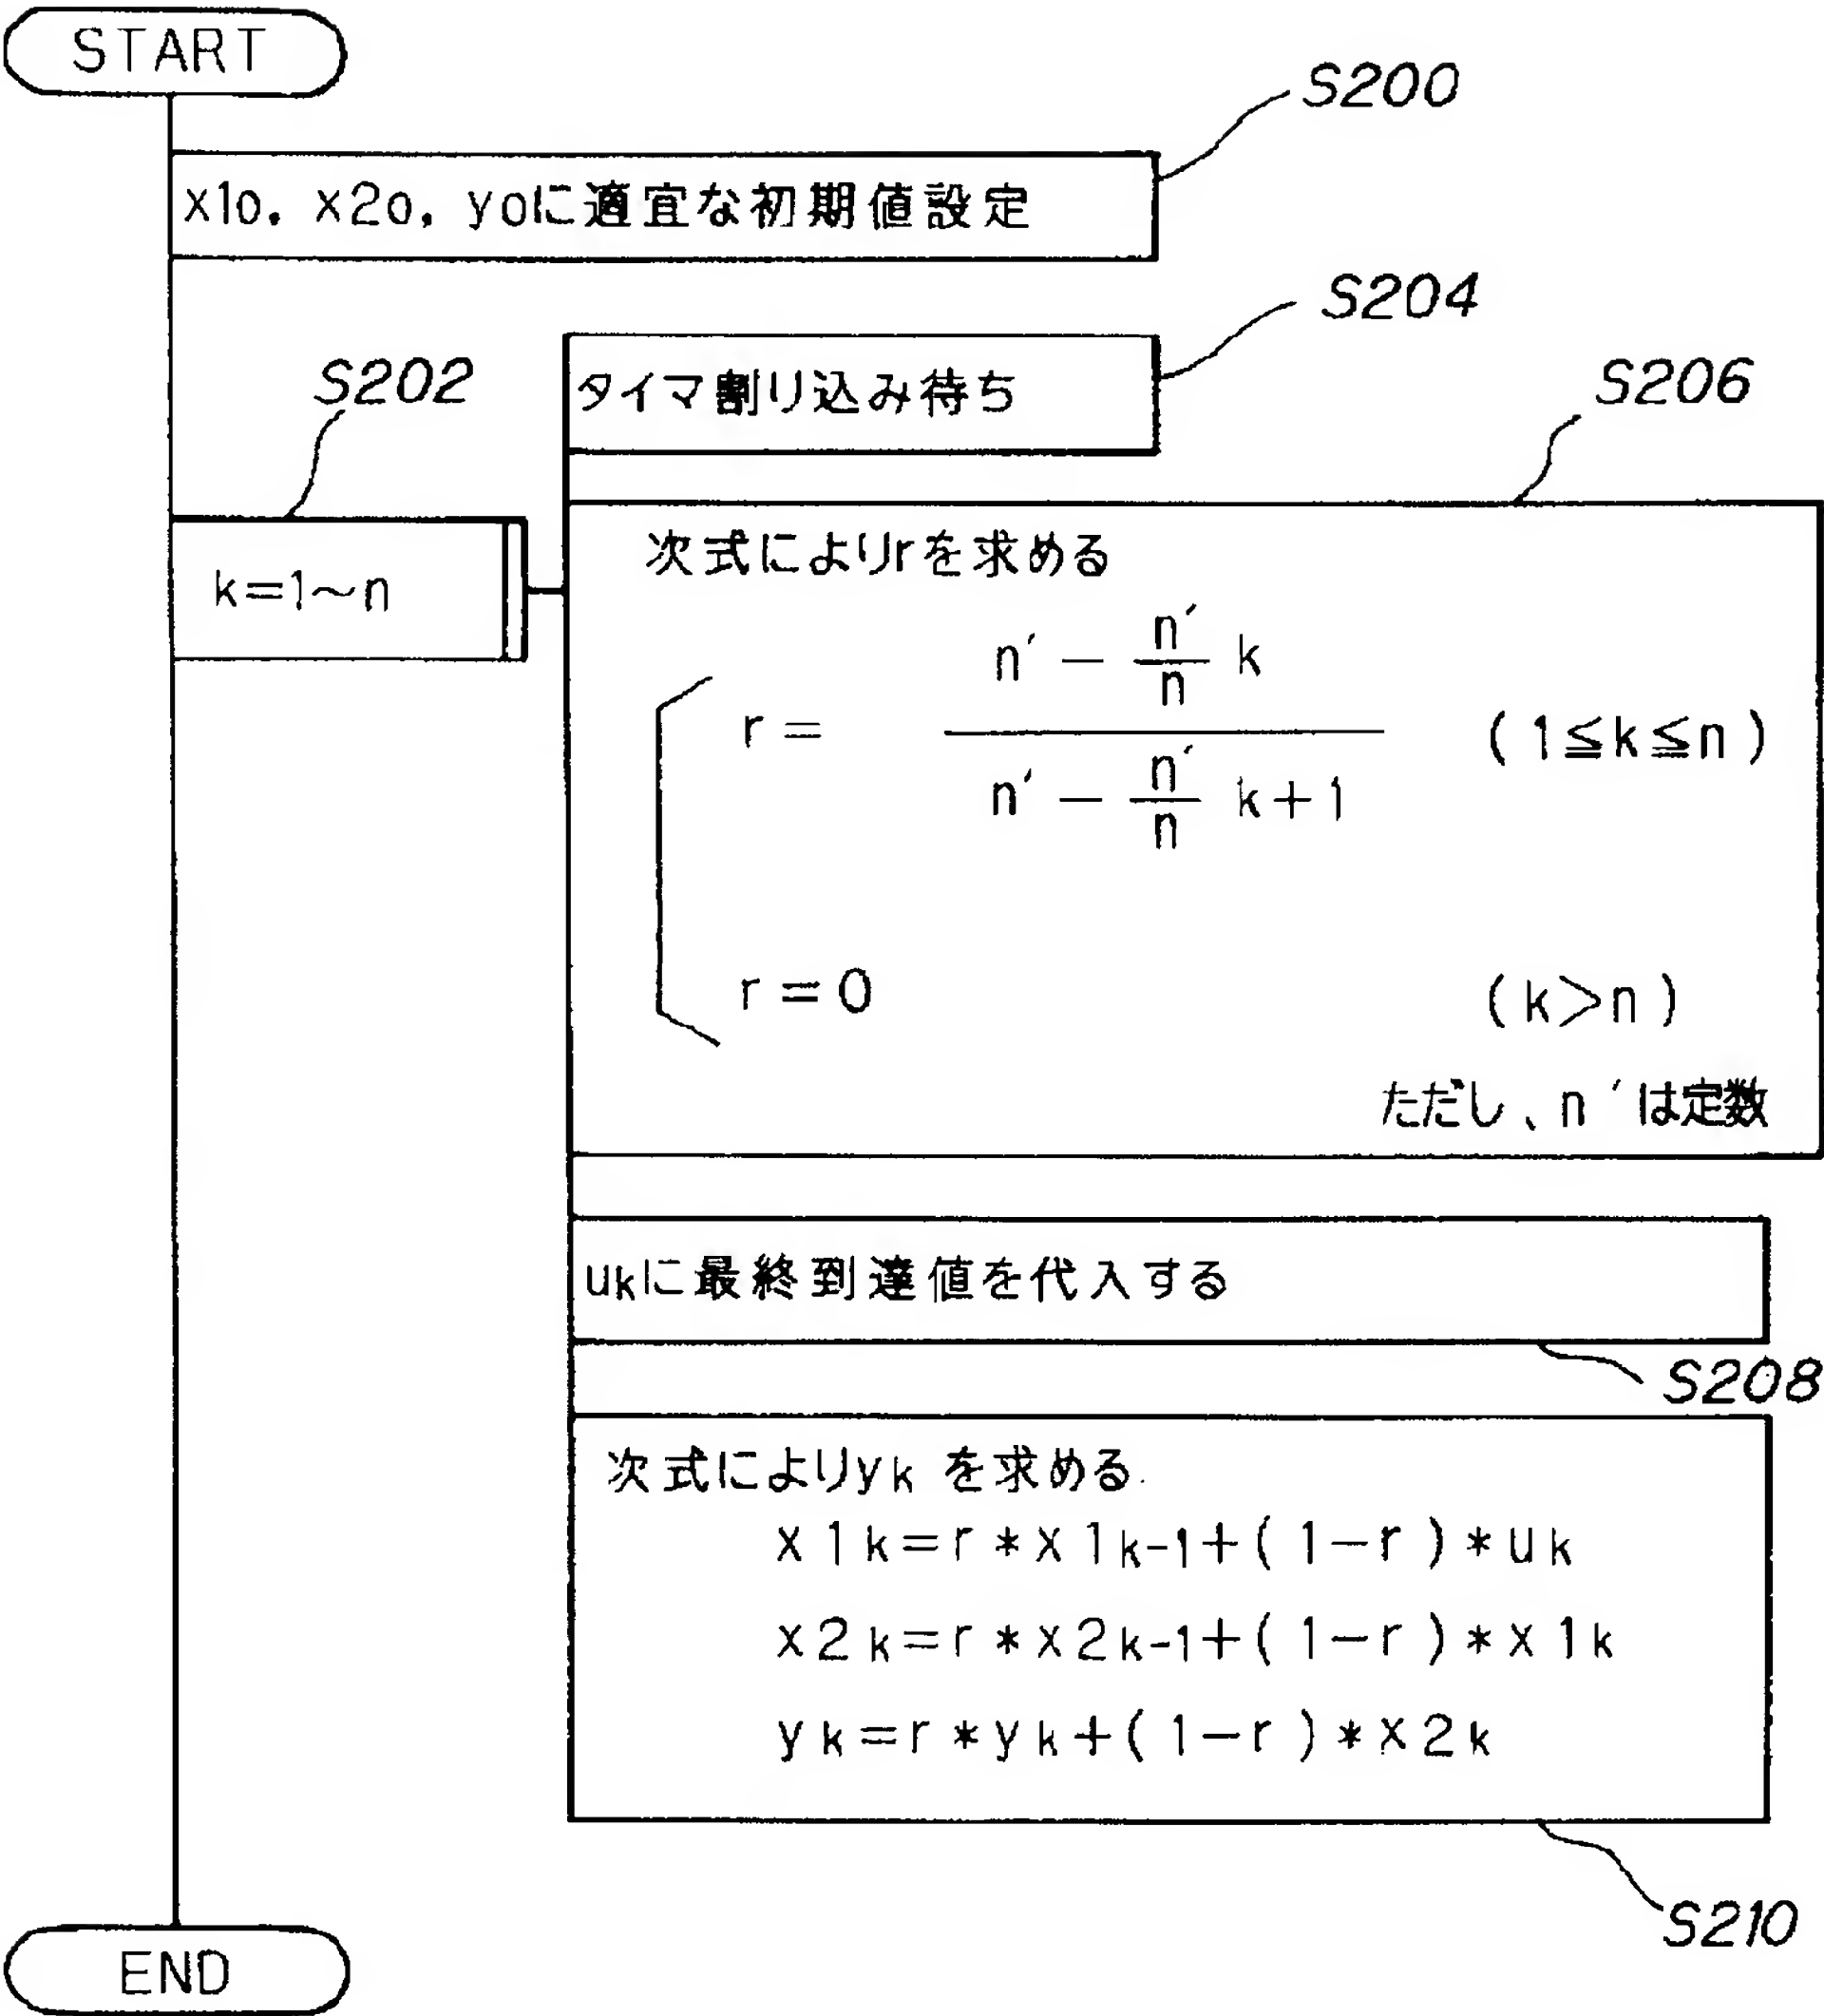 START
S200
x1o, x2o, yoに適宜な初期値設定
S204
タイマ割り込み待ち
S202
k=1~n
S206
次式によりrを求める
r= (n′ − n′/n k) / (n′ − n′/n k+1) (1≦k≦n)
r=0 (k>n)
ただし、n′は定数
ukに最終到達値を代入する
S208
次式によりyk を求める
x1k=r*x1k-1+(1-r)*uk
x2k=r*x2k-1+(1-r)*x1k
yk=r*yk+(1-r)*x2k
S210
END